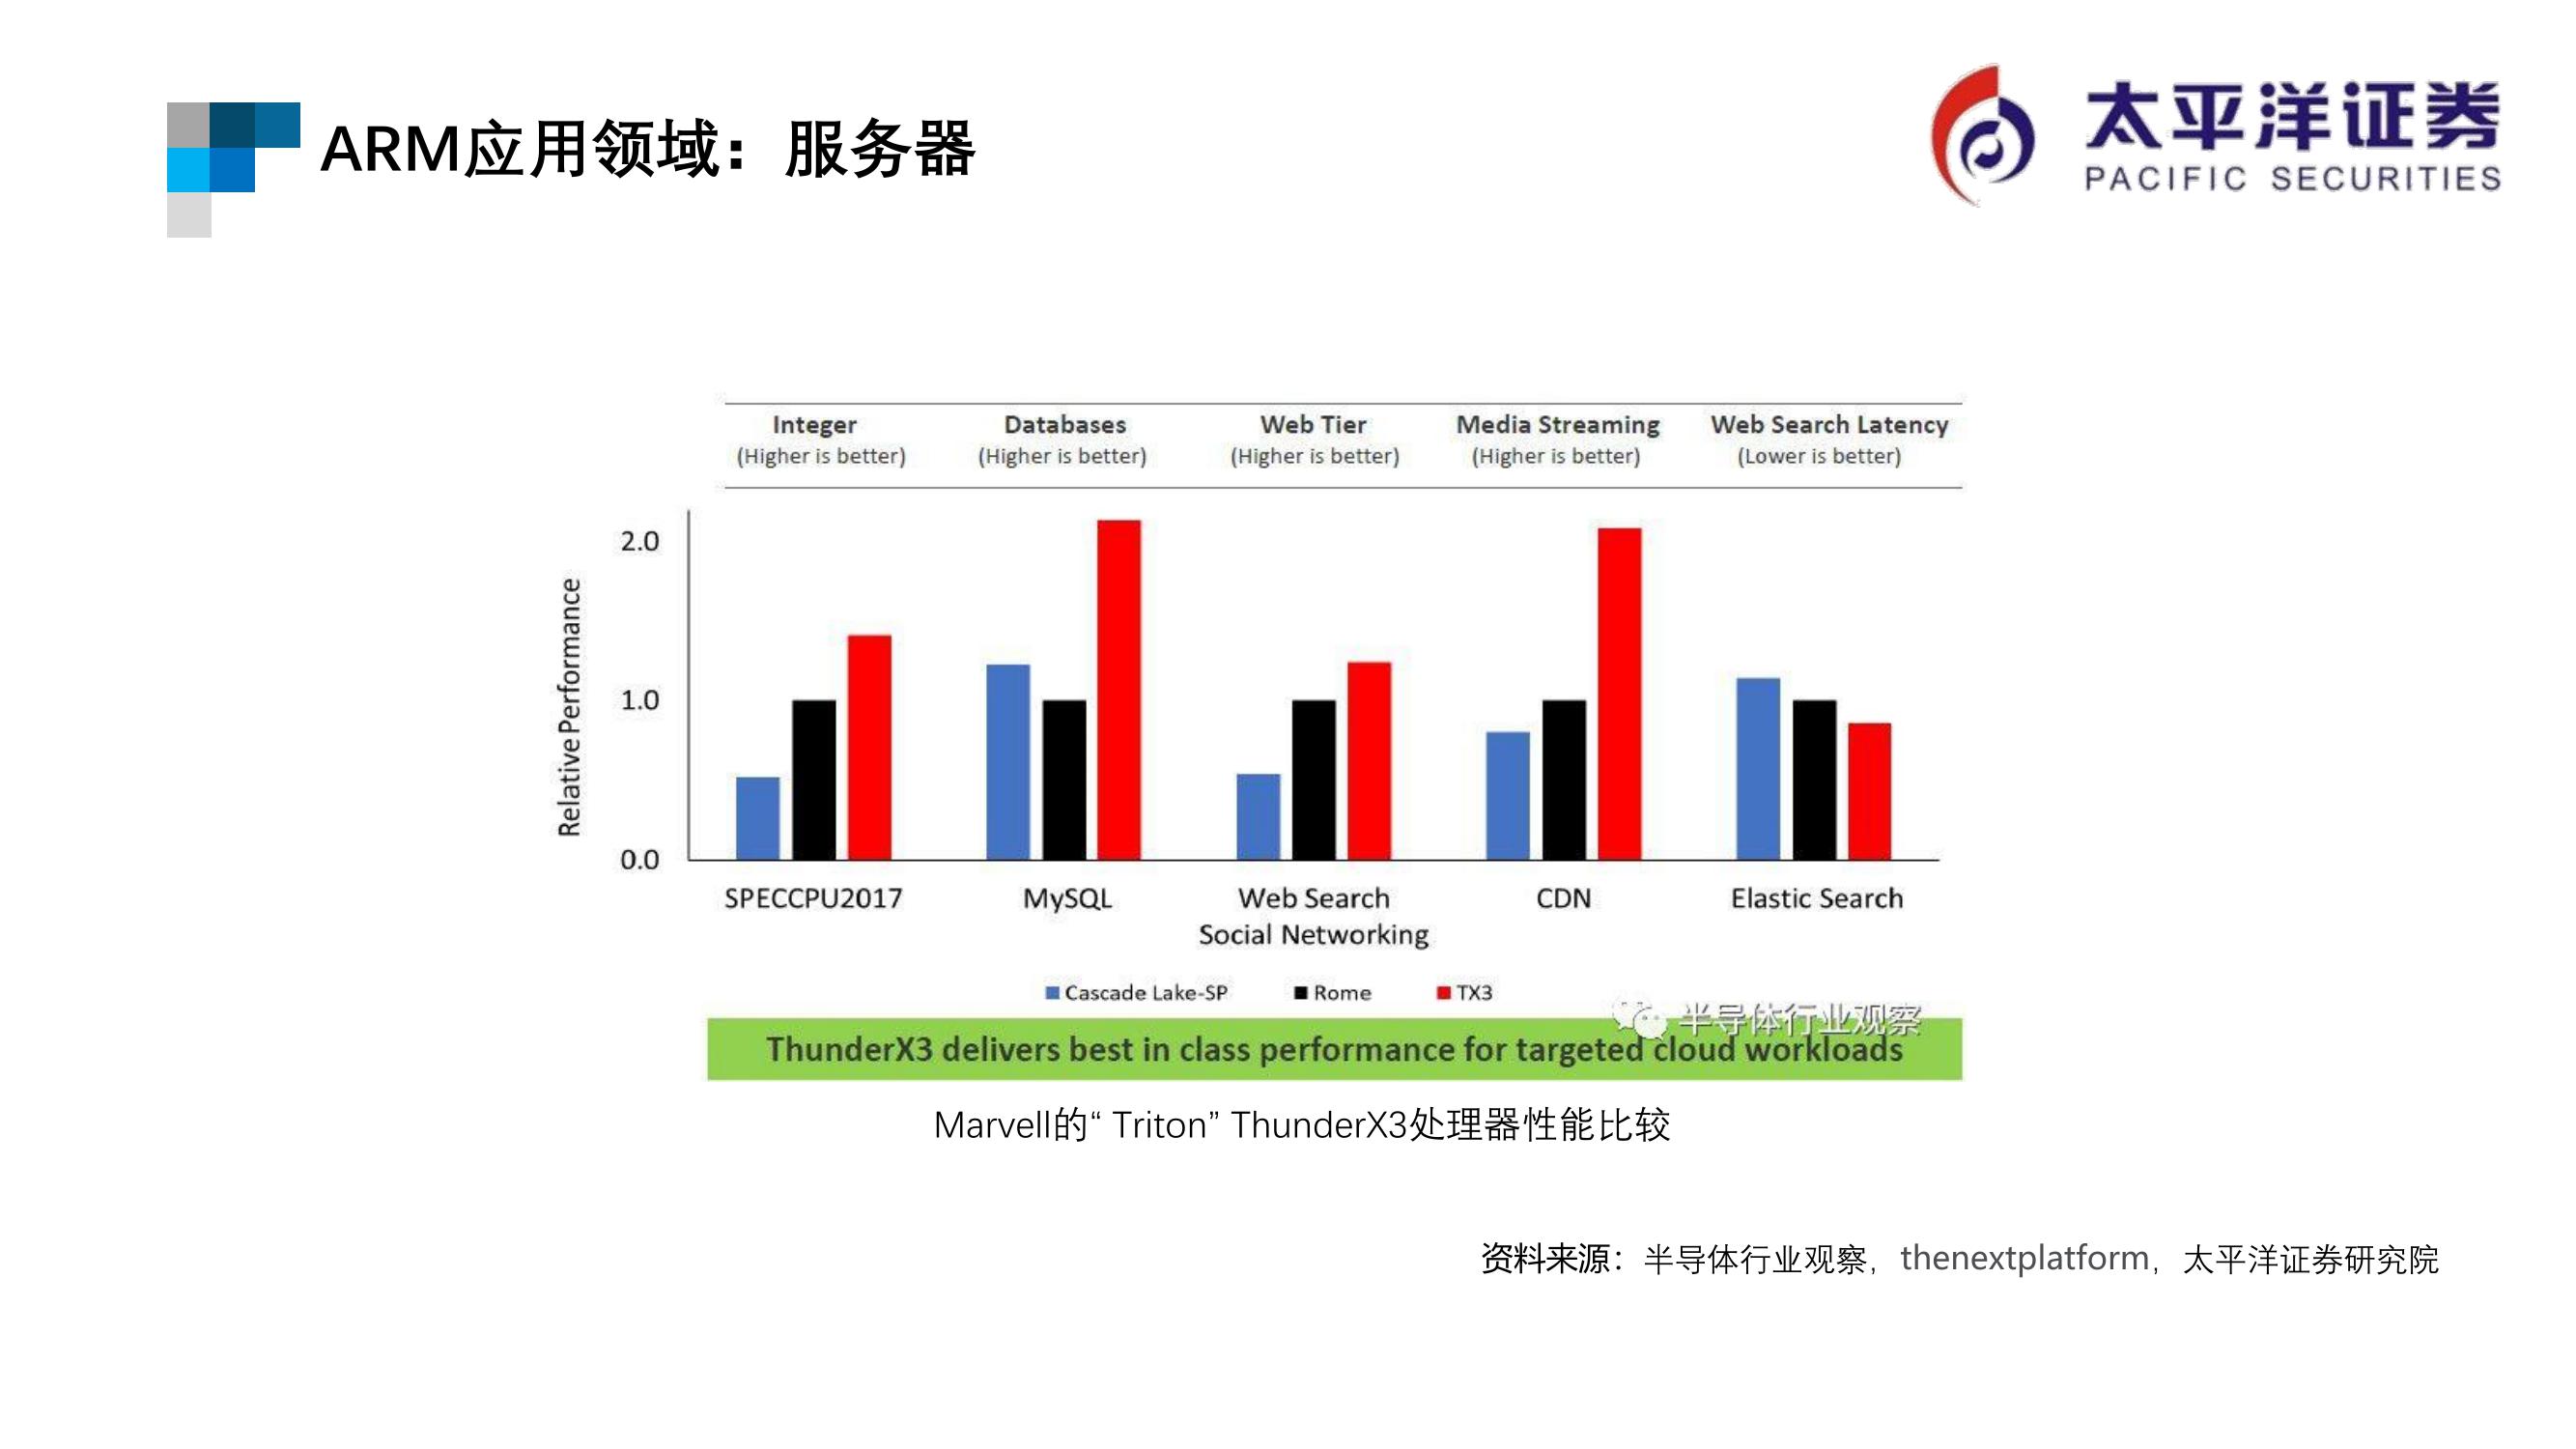 ARM应用领域：服务器
太平洋证券
PACIFIC SECURITIES
Integer Databases Web Tier Media Streaming Web Search Latency
(Higher is better) (Higher is better) (Higher is better) (Higher is better) (Lower is better)
Relative Performance
2.0
1.0
0.0
SPECCPU2017 MySQL Web Search CDN Elastic Search
Social Networking
Cascade Lake-SP Rome TX3
半导体行业观察
ThunderX3 delivers best in class performance for targeted cloud workloads
Marvell的“ Triton” ThunderX3处理器性能比较
资料来源：半导体行业观察，thenextplatform，太平洋证券研究院